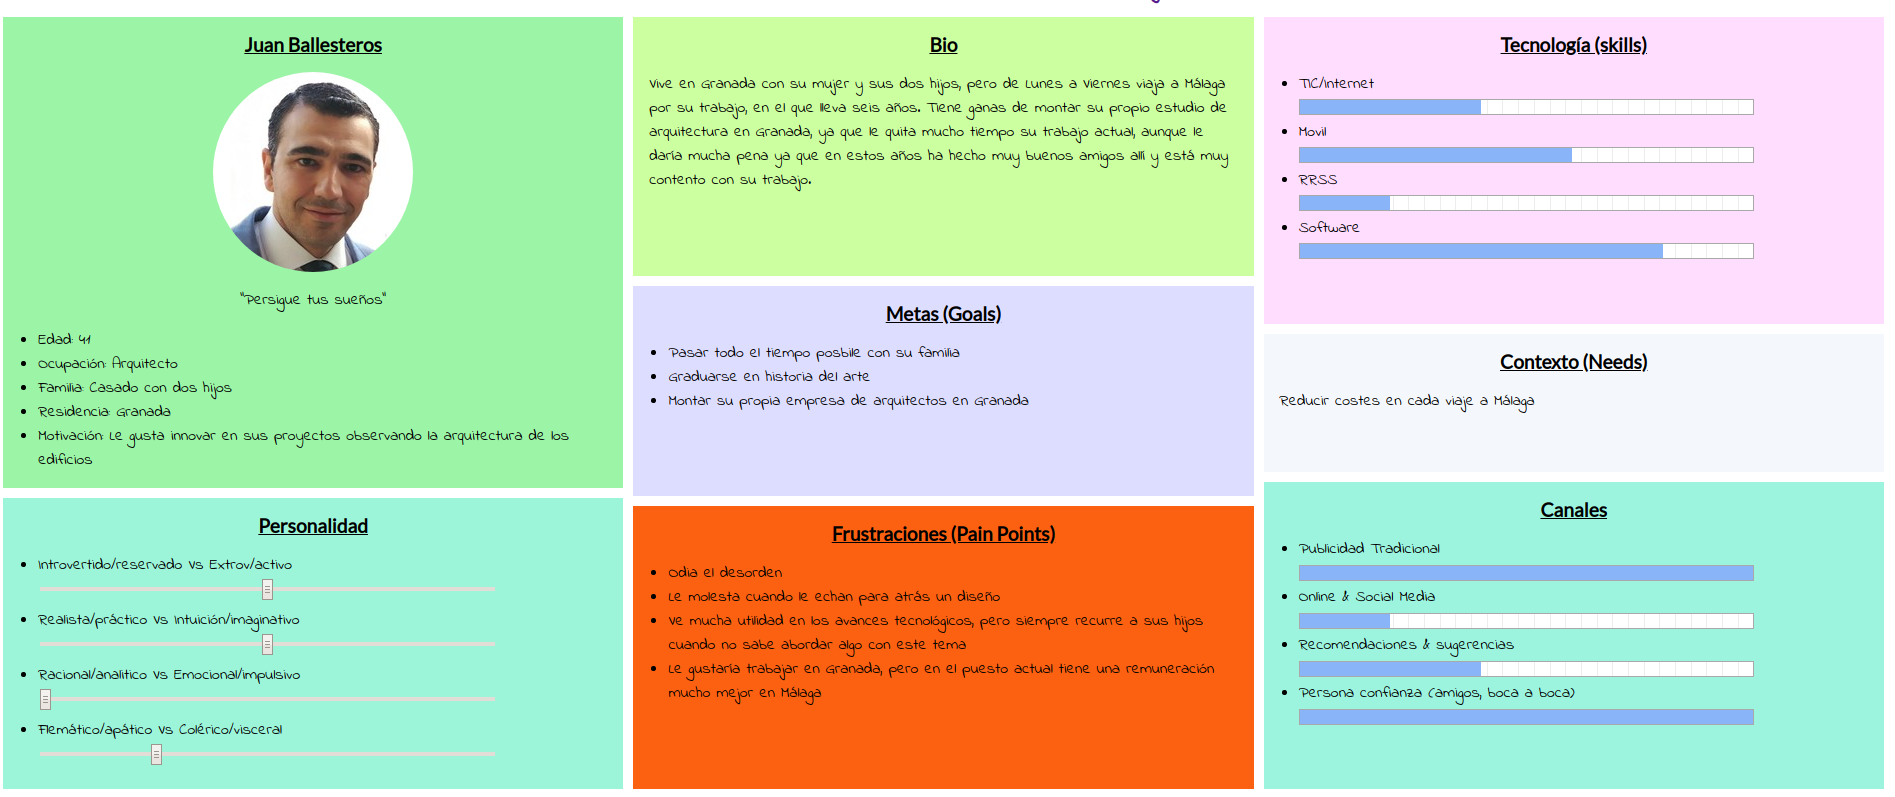 Juan Ballesteros
"Persigue tus sueños"
Edad: 41
Ocupación: Arquitecto
Familia: Casado con dos hijos
Residencia: Granada
Motivación: Le gusta innovar en sus proyectos observando la arquitectura de los
edificios
Personalidad
Introvertido/reservado Vs Extrov/activo
Realista/práctico Vs Intuición/imaginativo
Racional/analitico Vs Emocional/impulsivo
Flemático/apático Vs Colérico/visceral
Bio
Vive en Granada con su mujer y sus dos hijos, pero de Lunes a Viernes viaja a Málaga
por su trabajo, en el que lleva seis años. Tiene ganas de montar su propio estudio de
arquitectura en Granada, ya que le quita mucho tiempo su trabajo actual, aunque le
daría mucha pena ya que en estos años ha hecho muy buenos amigos allí y está muy
contento con su trabajo.
Metas (Goals)
Pasar todo el tiempo posbile con su familia
Graduarse en historia del arte
Montar su propia empresa de arquitectos en Granada
Frustraciones (Pain Points)
Odia el desorden
Le molesta cuando le echan para atrás un diseño
Ve mucha utilidad en los avances tecnológicos, pero siempre recurre a sus hijos
cuando no sabe abordar algo con este tema
Le gustaría trabajar en Granada, pero en el puesto actual tiene una remuneración
mucho mejor en Málaga
Tecnología (skills)
TIC/Internet
Movil
RRSS
Software
Contexto (Needs)
Reducir costes en cada viaje a Málaga
Canales
Publicidad Tradicional
Online & Social Media
Recomendaciones & sugerencias
Persona confianza (amigos, boca a boca)